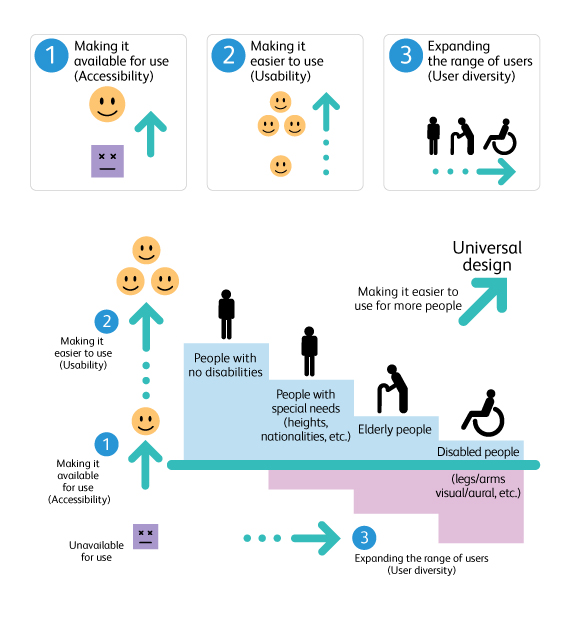 1
Making it
available for use
(Accessibility)
2
Making it
easier to use
(Usability)
3
Expanding
the range of users
(User diversity)
Universal
design
Making it easier to
use for more people
2
Making it
easier to use
(Usability)
People with
no disabilities
People with
special needs
(heights,
nationalities, etc.)
Elderly people
Disabled people
(legs/arms
visual/aural, etc.)
1
Making it
available
for use
(Accessibility)
Unavailable
for use
3
Expanding the range of users
(User diversity)